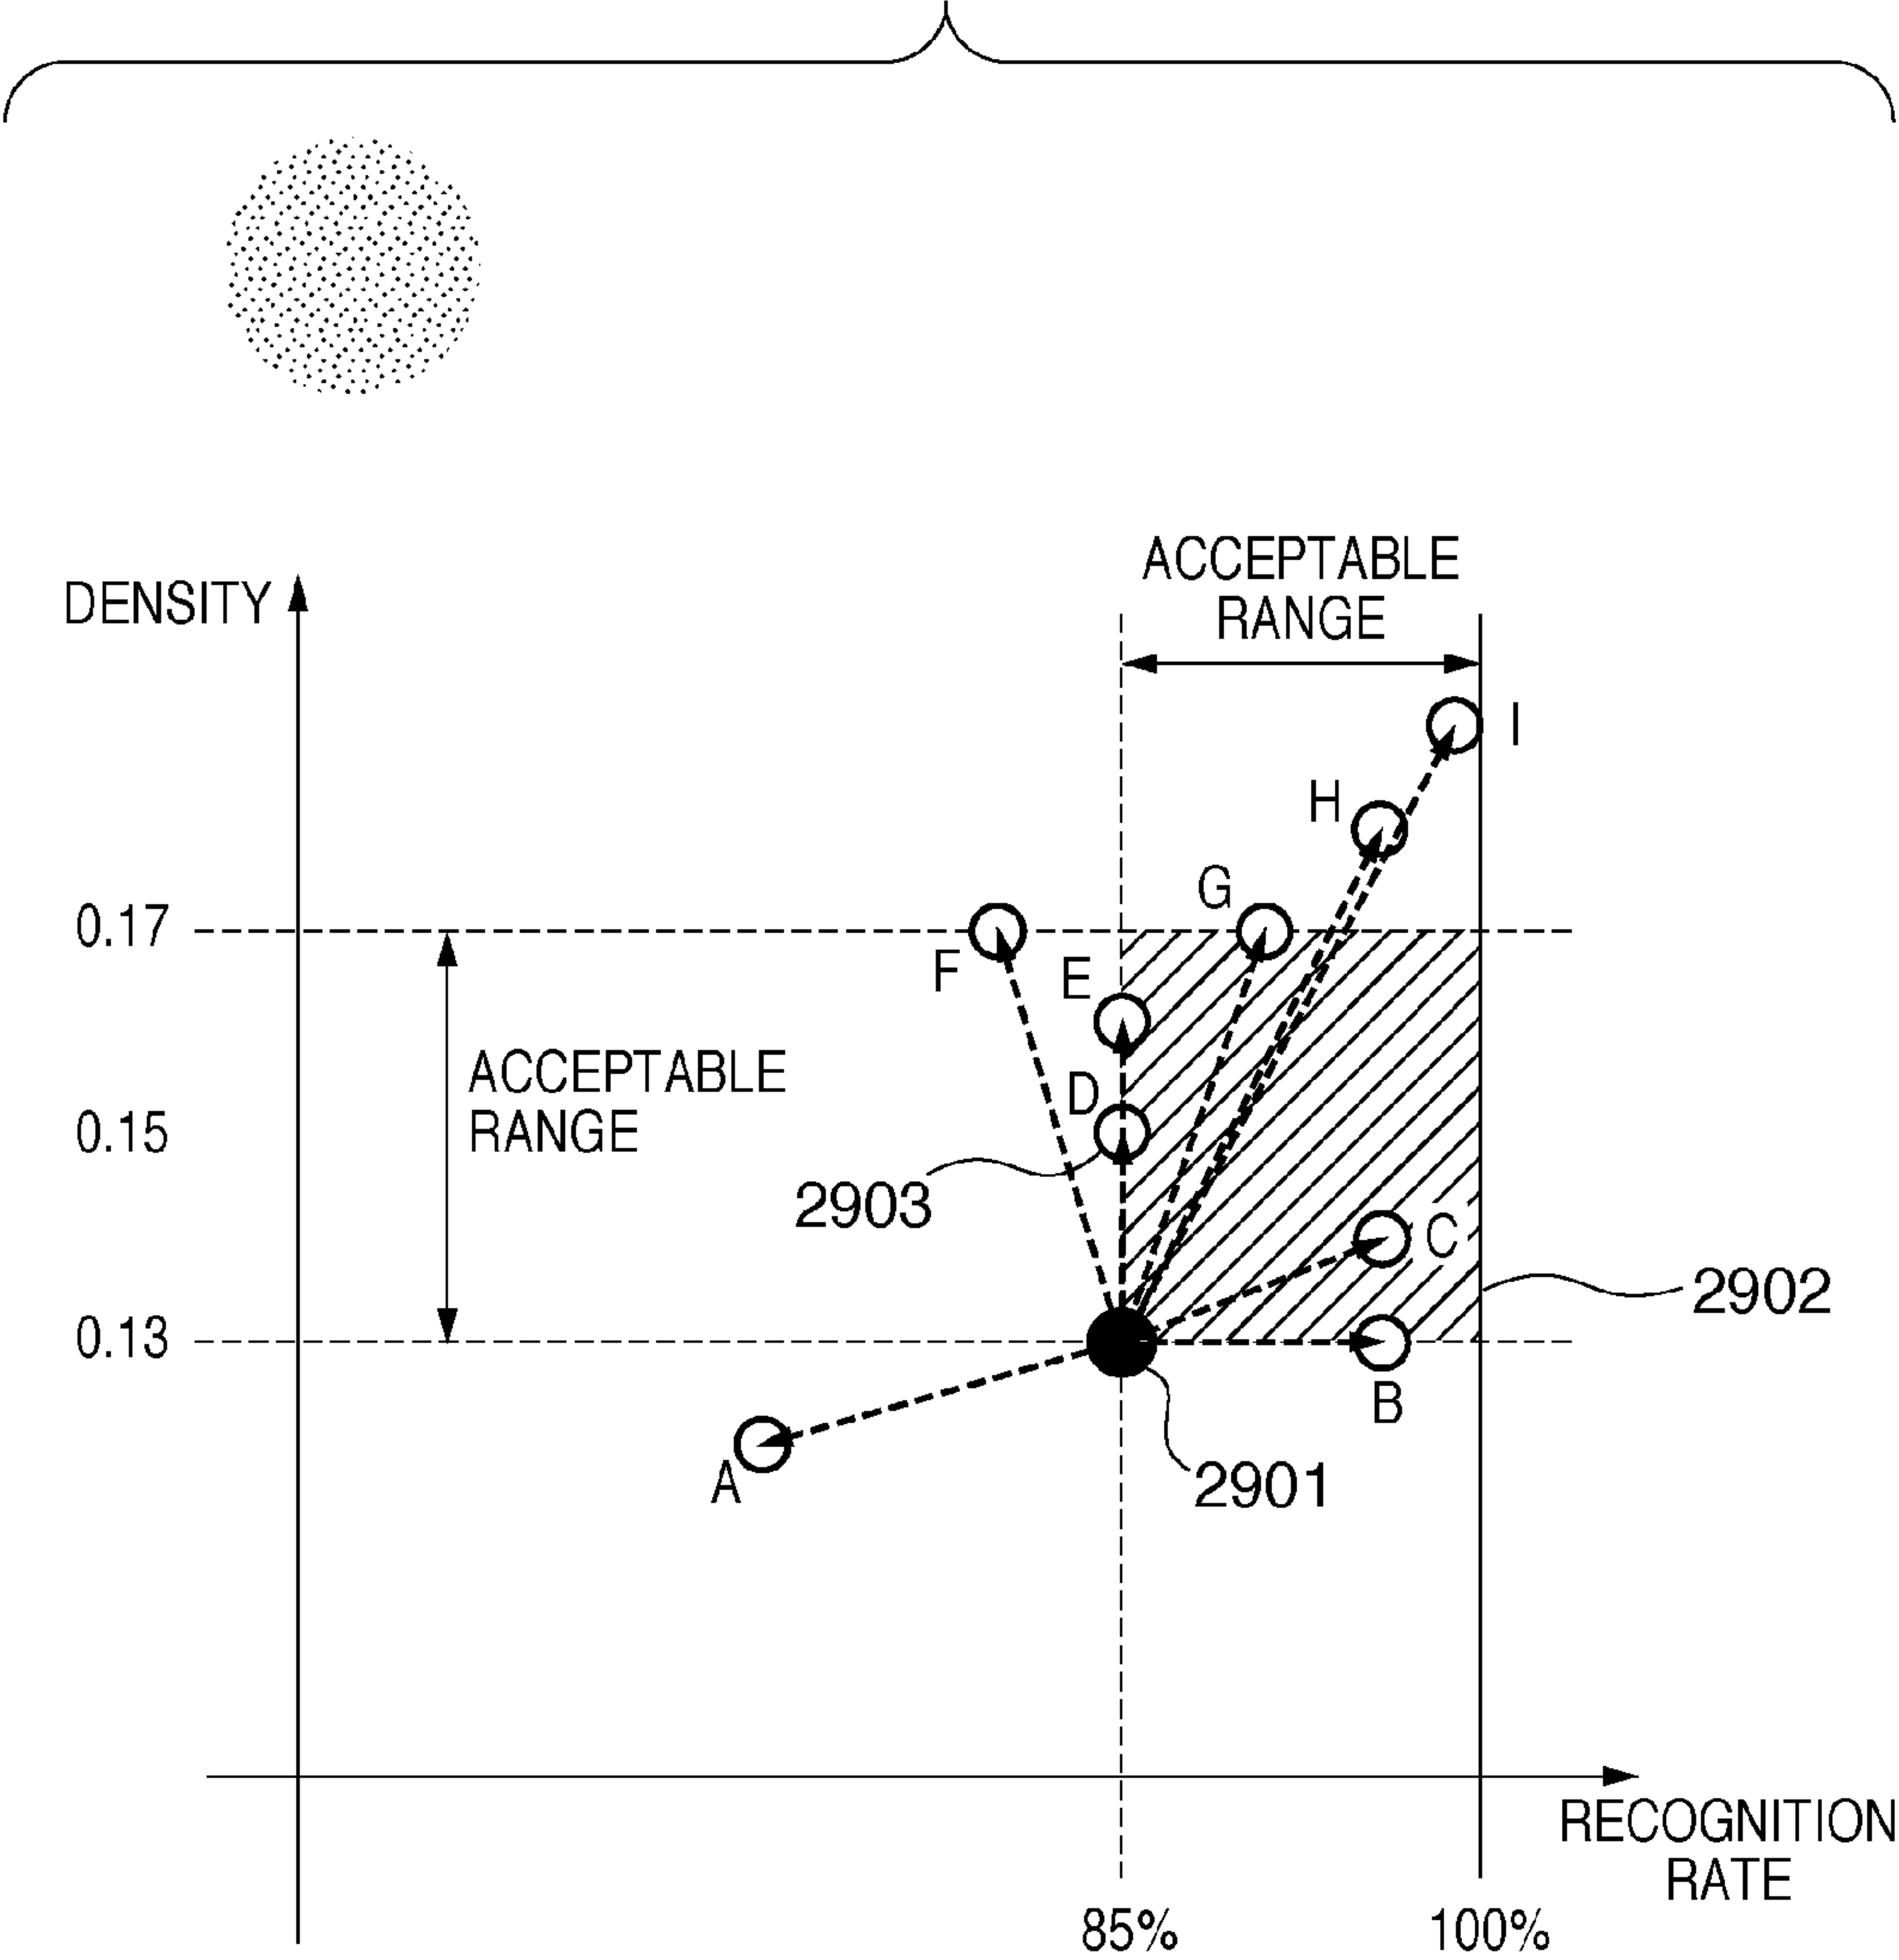 ACCEPTABLE
RANGE
DENSITY
I
H
G
0.17
F
E
ACCEPTABLE
RANGE
D
0.15
2903
C
2902
0.13
B
A
2901
RECOGNITION
RATE
85%
100%